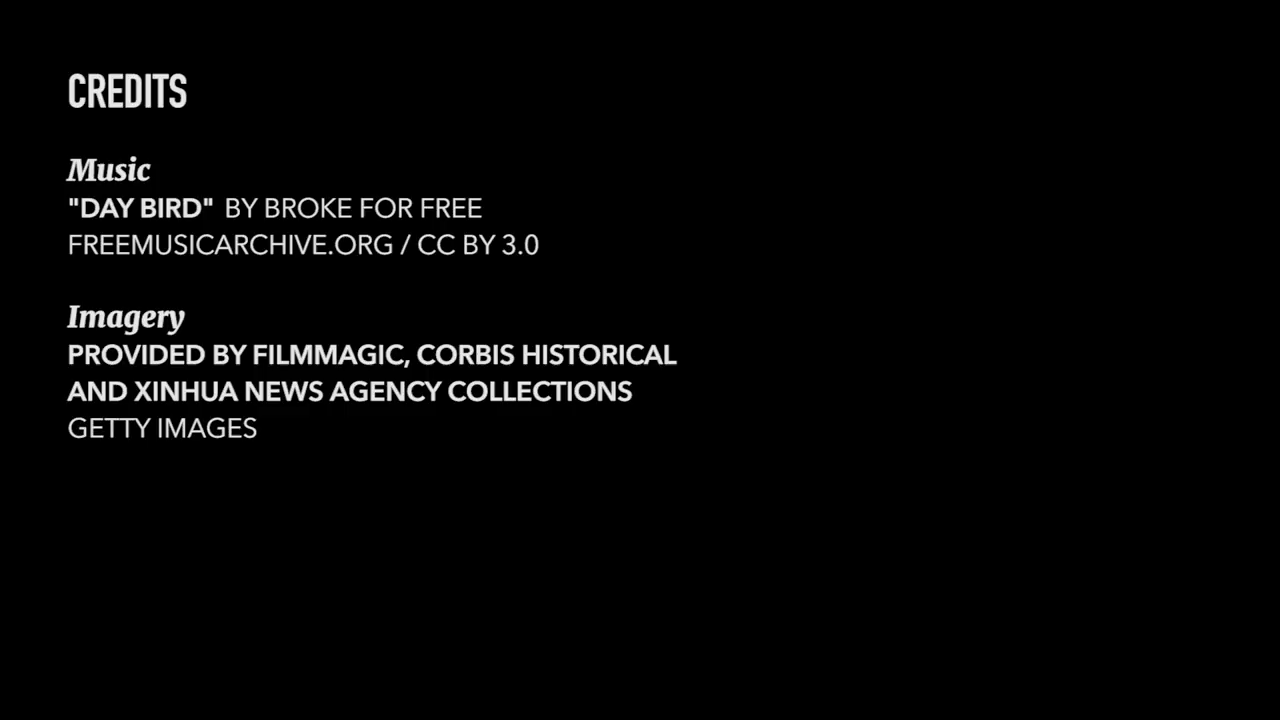 CREDITS
Music
"DAY BIRD" BY BROKE FOR FREE
FREEMUSICARCHIVE.ORG / CC BY 3.0
Imagery
PROVIDED BY FILMMAGIC, CORBIS HISTORICAL
AND XINHUA NEWS AGENCY COLLECTIONS
GETTY IMAGES